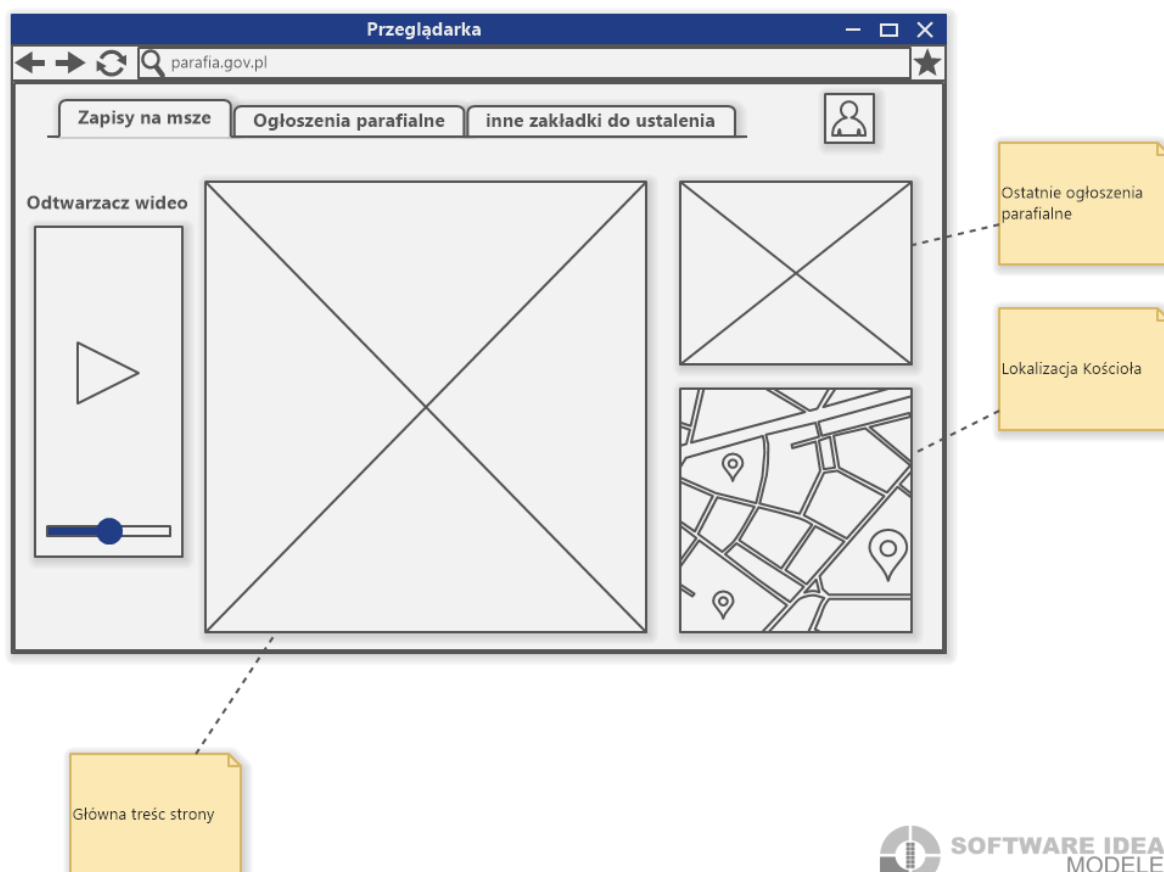 Przeglądarka
parafia.gov.pl
Zapisy na msze
Ogłoszenia parafialne
inne zakładki do ustalenia
Odtwarzacz wideo
Ostatnie ogłoszenia
parafialne
Lokalizacja Kościoła
Główna treśc strony
SOFTWARE IDEA
MODELE